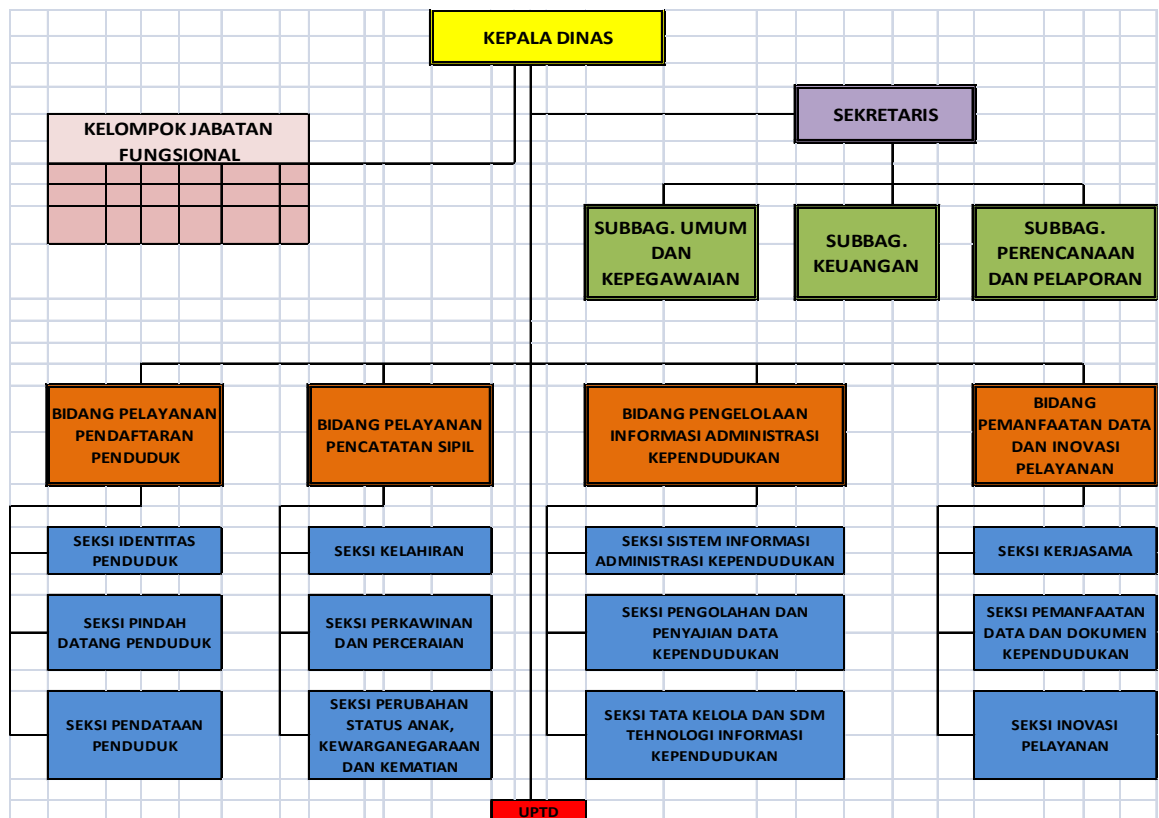 KEPALA DINAS
SEKRETARIS
KELOMPOK JABATAN
FUNGSIONAL
SUBBAG. UMUM
DAN
KEPEGAWAIAN
SUBBAG.
KEUANGAN
SUBBAG.
PERENCANAAN
DAN PELAPORAN
BIDANG PELAYANAN
PENDAFTARAN
PENDUDUK
BIDANG PELAYANAN
PENCATATAN SIPIL
BIDANG PENGELOLAAN
INFORMASI ADMINISTRASI
KEPENDUDUKAN
BIDANG
PEMANFAATAN DATA
DAN INOVASI
PELAYANAN
SEKSI IDENTITAS
PENDUDUK
SEKSI KELAHIRAN
SEKSI SISTEM INFORMASI
ADMINISTRASI KEPENDUDUKAN
SEKSI KERJASAMA
SEKSI PINDAH
DATANG PENDUDUK
SEKSI PERKAWINAN
DAN PERCERAIAN
SEKSI PENGOLAHAN DAN
PENYAJIAN DATA
KEPENDUDUKAN
SEKSI PEMANFAATAN
DATA DAN DOKUMEN
KEPENDUDUKAN
SEKSI PENDATAAN
PENDUDUK
SEKSI PERUBAHAN
STATUS ANAK,
KEWARGANEGARAAN
DAN KEMATIAN
SEKSI TATA KELOLA DAN SDM
TEHNOLOGI INFORMASI
KEPENDUDUKAN
SEKSI INOVASI
PELAYANAN
UPTD